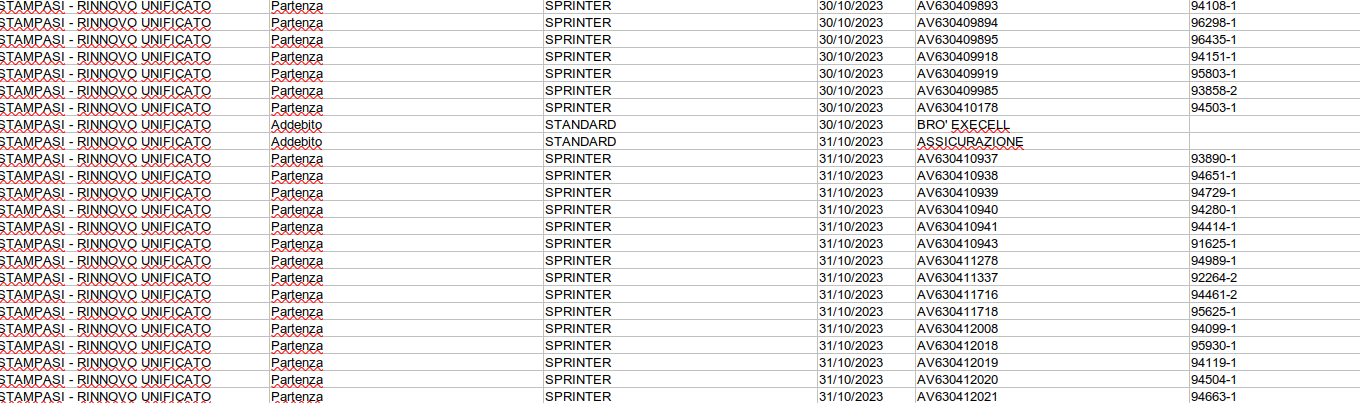 STAMPASI - RINNOVO UNIFICATO Partenza SPRINTER 30/10/2023 AV630409893 94108-1
STAMPASI - RINNOVO UNIFICATO Partenza SPRINTER 30/10/2023 AV630409894 96298-1
STAMPASI - RINNOVO UNIFICATO Partenza SPRINTER 30/10/2023 AV630409895 96435-1
STAMPASI - RINNOVO UNIFICATO Partenza SPRINTER 30/10/2023 AV630409918 94151-1
STAMPASI - RINNOVO UNIFICATO Partenza SPRINTER 30/10/2023 AV630409919 95803-1
STAMPASI - RINNOVO UNIFICATO Partenza SPRINTER 30/10/2023 AV630409985 93858-2
STAMPASI - RINNOVO UNIFICATO Partenza SPRINTER 30/10/2023 AV630410178 94503-1
STAMPASI - RINNOVO UNIFICATO Addebito STANDARD 30/10/2023 BRO' EXECELL
STAMPASI - RINNOVO UNIFICATO Addebito STANDARD 31/10/2023 ASSICURAZIONE
STAMPASI - RINNOVO UNIFICATO Partenza SPRINTER 31/10/2023 AV630410937 93890-1
STAMPASI - RINNOVO UNIFICATO Partenza SPRINTER 31/10/2023 AV630410938 94651-1
STAMPASI - RINNOVO UNIFICATO Partenza SPRINTER 31/10/2023 AV630410939 94729-1
STAMPASI - RINNOVO UNIFICATO Partenza SPRINTER 31/10/2023 AV630410940 94280-1
STAMPASI - RINNOVO UNIFICATO Partenza SPRINTER 31/10/2023 AV630410941 94414-1
STAMPASI - RINNOVO UNIFICATO Partenza SPRINTER 31/10/2023 AV630410943 91625-1
STAMPASI - RINNOVO UNIFICATO Partenza SPRINTER 31/10/2023 AV630411278 94989-1
STAMPASI - RINNOVO UNIFICATO Partenza SPRINTER 31/10/2023 AV630411337 92264-2
STAMPASI - RINNOVO UNIFICATO Partenza SPRINTER 31/10/2023 AV630411716 94461-2
STAMPASI - RINNOVO UNIFICATO Partenza SPRINTER 31/10/2023 AV630411718 95625-1
STAMPASI - RINNOVO UNIFICATO Partenza SPRINTER 31/10/2023 AV630412008 94099-1
STAMPASI - RINNOVO UNIFICATO Partenza SPRINTER 31/10/2023 AV630412018 95930-1
STAMPASI - RINNOVO UNIFICATO Partenza SPRINTER 31/10/2023 AV630412019 94119-1
STAMPASI - RINNOVO UNIFICATO Partenza SPRINTER 31/10/2023 AV630412020 94504-1
STAMPASI - RINNOVO UNIFICATO Partenza SPRINTER 31/10/2023 AV630412021 94663-1